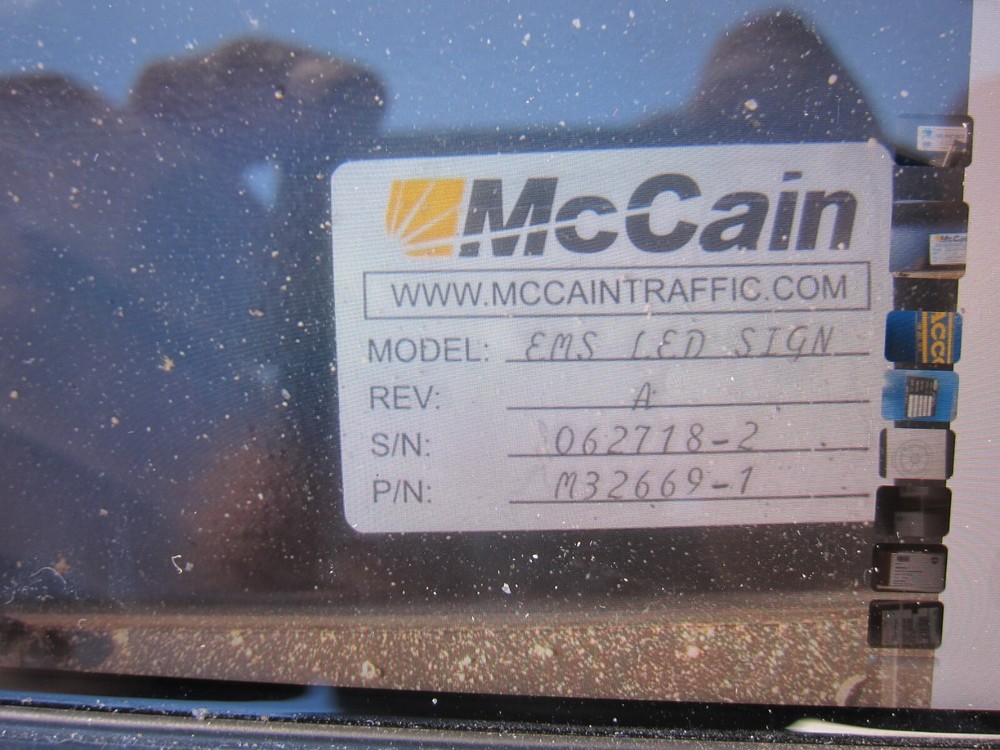 McCain
WWW.MCCAINTRAFFIC.COM
MODEL: EMS LED SIGN
REV: A
S/N: 062718-2
P/N: M32669-1